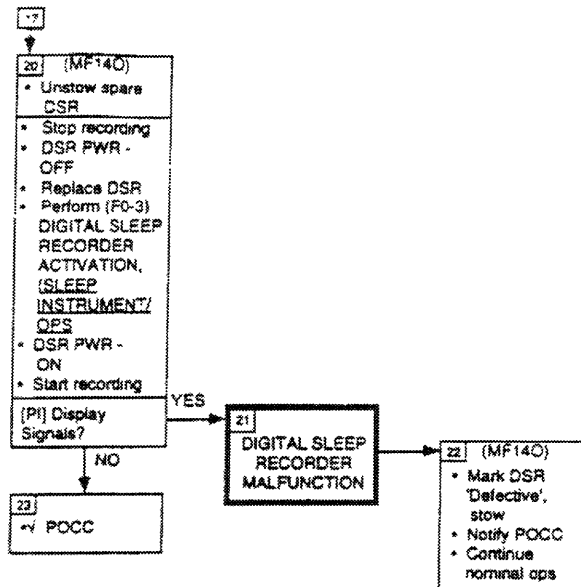 17
20 (MF14O)
• Unstow spare
DSR
• Stop recording
• DSR PWR -
OFF
• Replace DSR
• Perform (F0-3)
DIGITAL SLEEP
RECORDER
ACTIVATION,
(SLEEP
INSTRUMENT/
OPS
• DSR PWR -
ON
• Start recording
[PI] Display
Signals?
YES
NO
21
DIGITAL SLEEP
RECORDER
MALFUNCTION
22 (MF14O)
• Mark DSR
'Defective',
stow
• Notify POCC
• Continue
nominal ops
23
•√ POCC